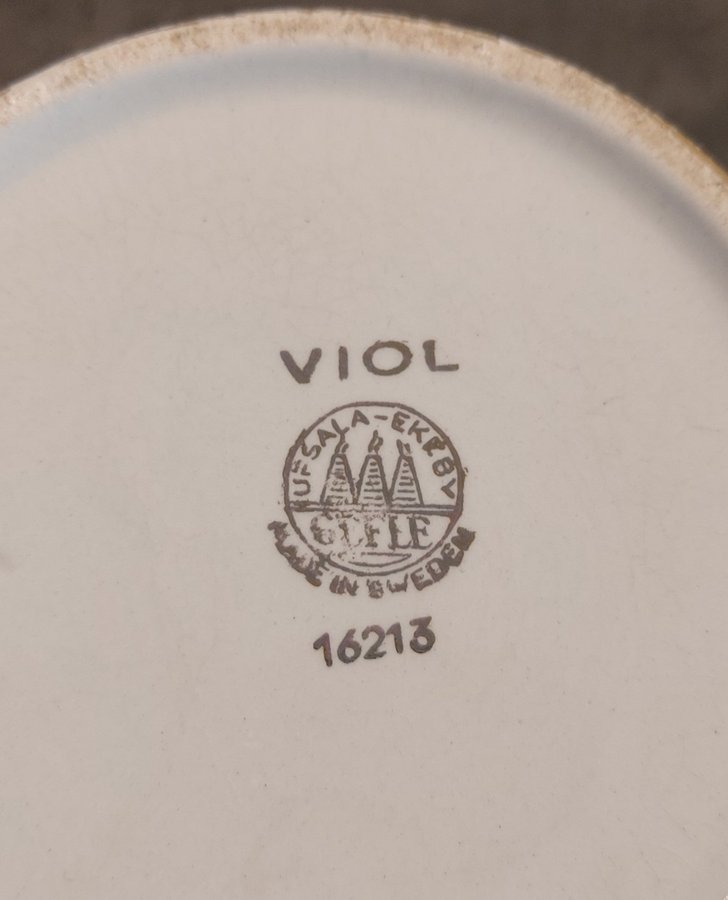 VIOL
UPSALA-EKEBY
GEFLE
MADE IN SWEDEN
16213